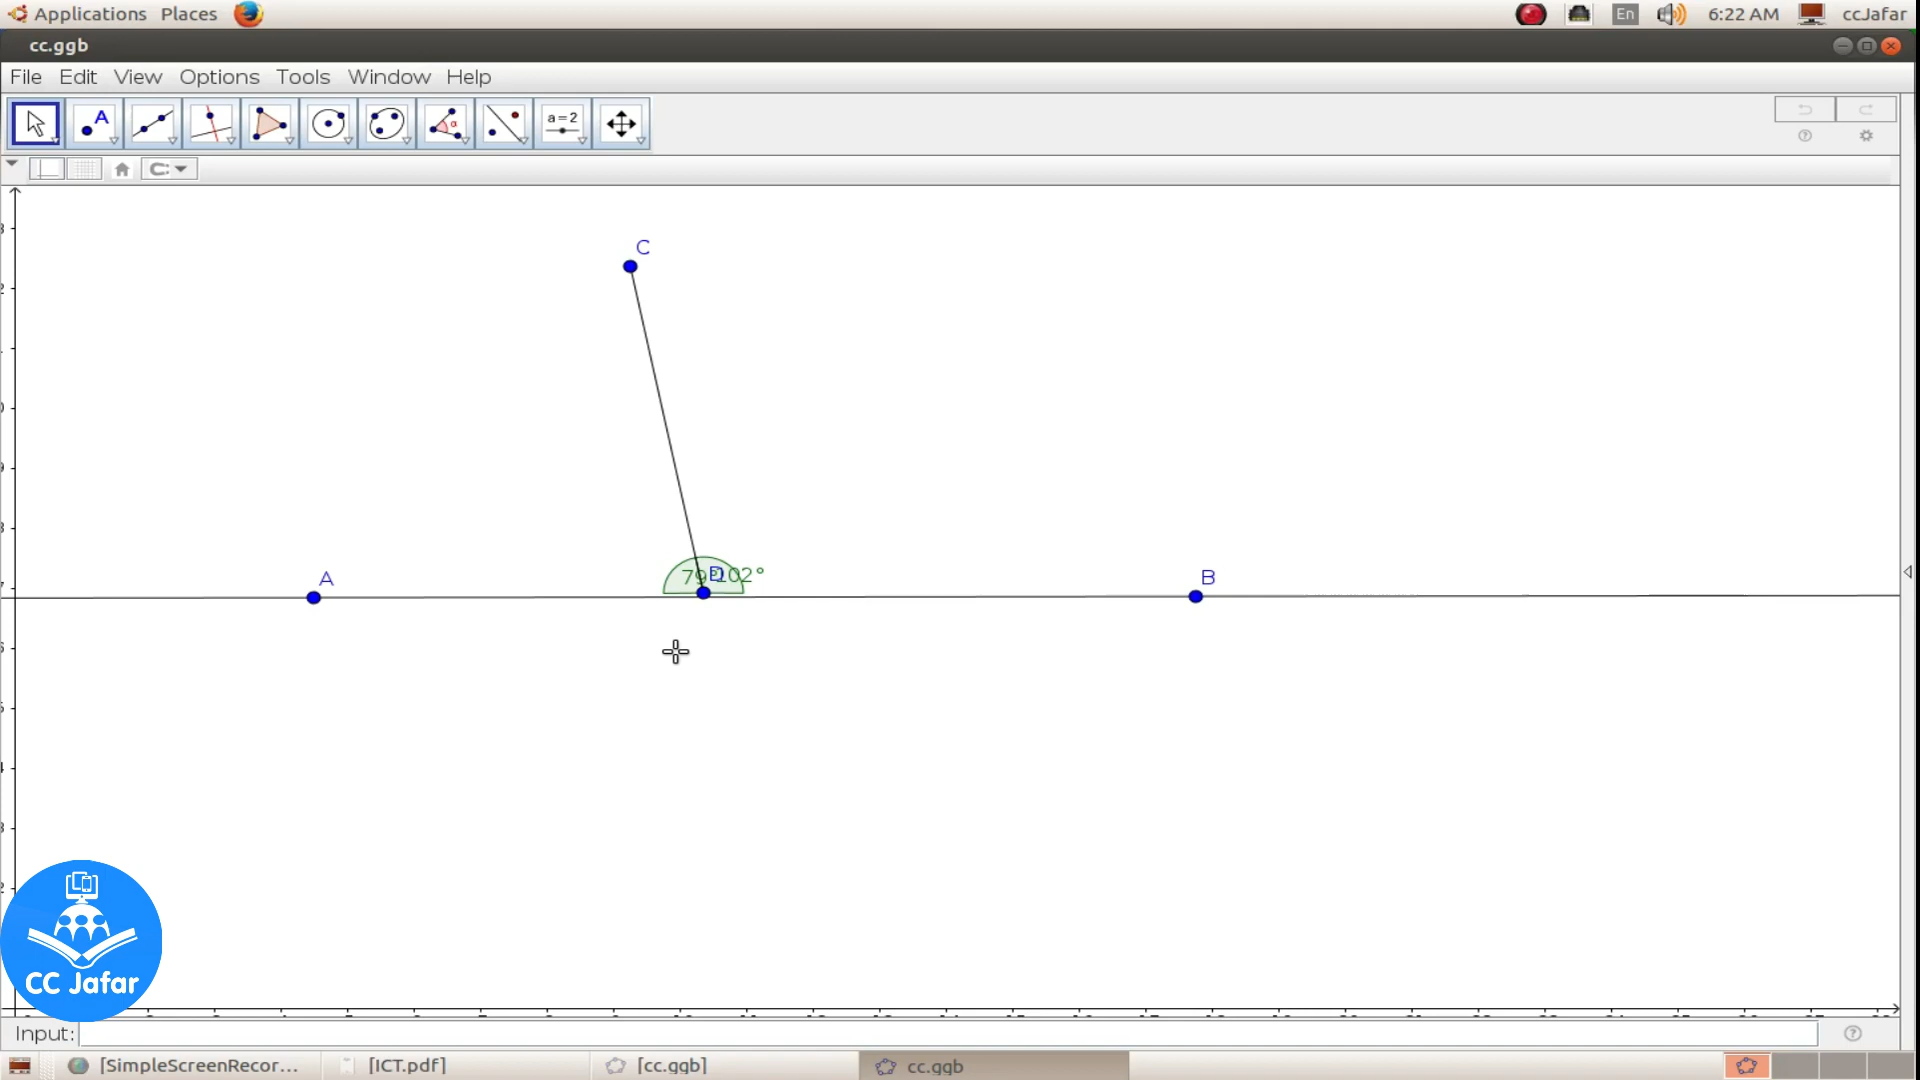 Applications Places En 6:22 AM ccJafar
cc.ggb
File Edit View Options Tools Window Help
A α a=2
C
A 79° D 102° B
CC Jafar
Input:
[SimpleScreenRecor... [ICT.pdf] [cc.ggb] cc.ggb